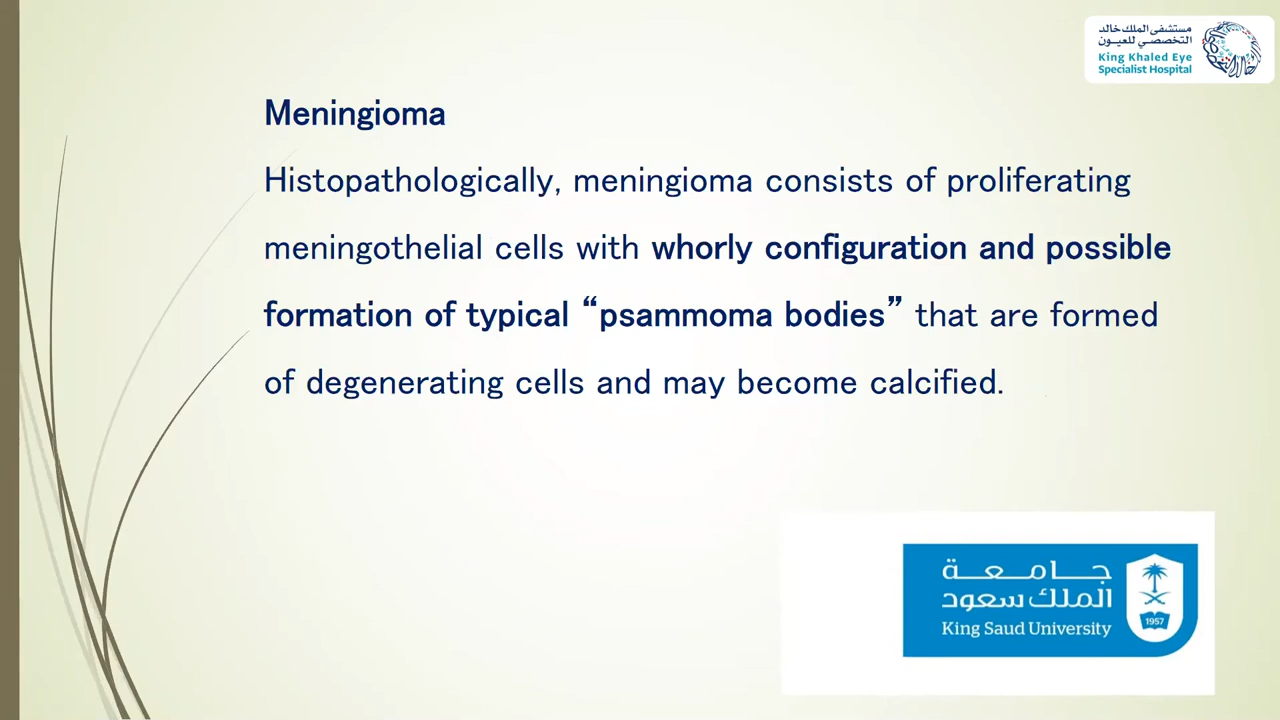 مستشفى الملك خالد
التخصصي للعيون
King Khaled Eye
Specialist Hospital
Meningioma
Histopathologically, meningioma consists of proliferating
meningothelial cells with whorly configuration and possible
formation of typical “psammoma bodies” that are formed
of degenerating cells and may become calcified.
جامعة
الملك سعود
King Saud University
1957